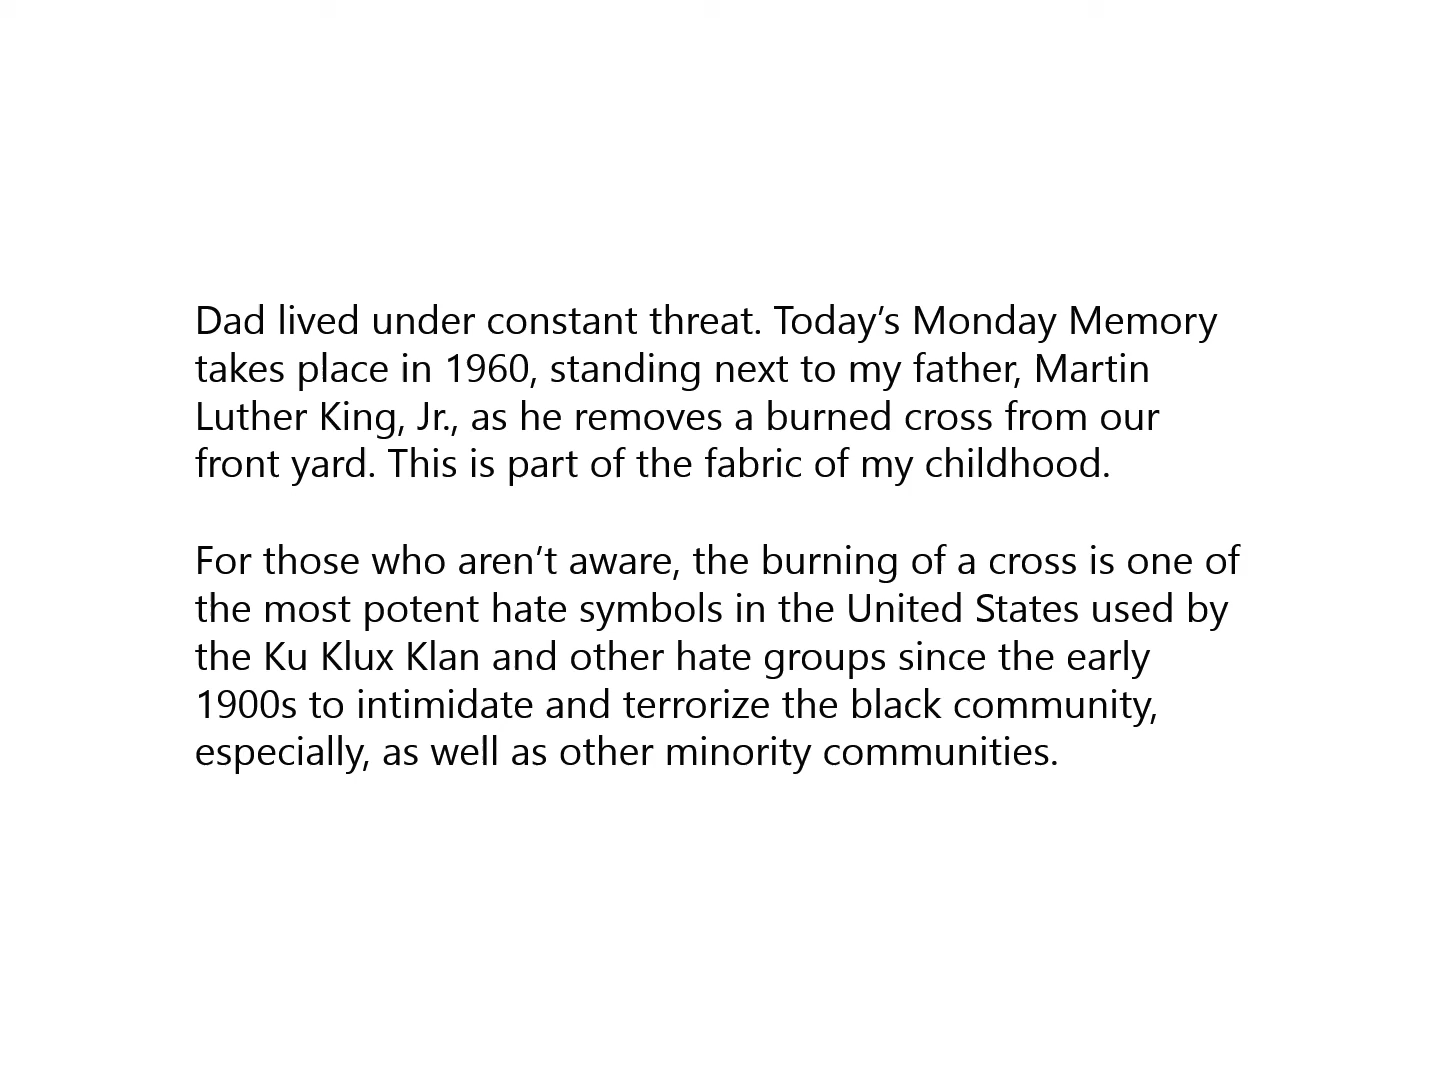 Dad lived under constant threat. Today’s Monday Memory
takes place in 1960, standing next to my father, Martin
Luther King, Jr., as he removes a burned cross from our
front yard. This is part of the fabric of my childhood.
For those who aren’t aware, the burning of a cross is one of
the most potent hate symbols in the United States used by
the Ku Klux Klan and other hate groups since the early
1900s to intimidate and terrorize the black community,
especially, as well as other minority communities.